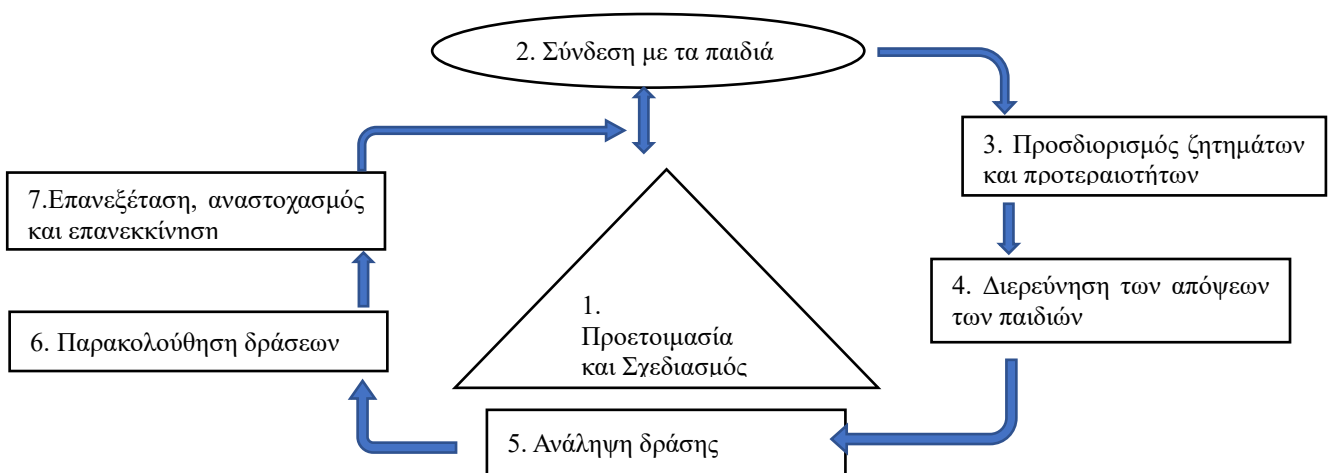 2. Σύνδεση με τα παιδιά
3. Προσδιορισμός ζητημάτων
και προτεραιοτήτων
7.Επανεξέταση, αναστοχασμός
και επανεκκίνηση
4. Διερεύνηση των απόψεων
των παιδιών
1.
Προετοιμασία
και Σχεδιασμός
6. Παρακολούθηση δράσεων
5. Ανάληψη δράσης